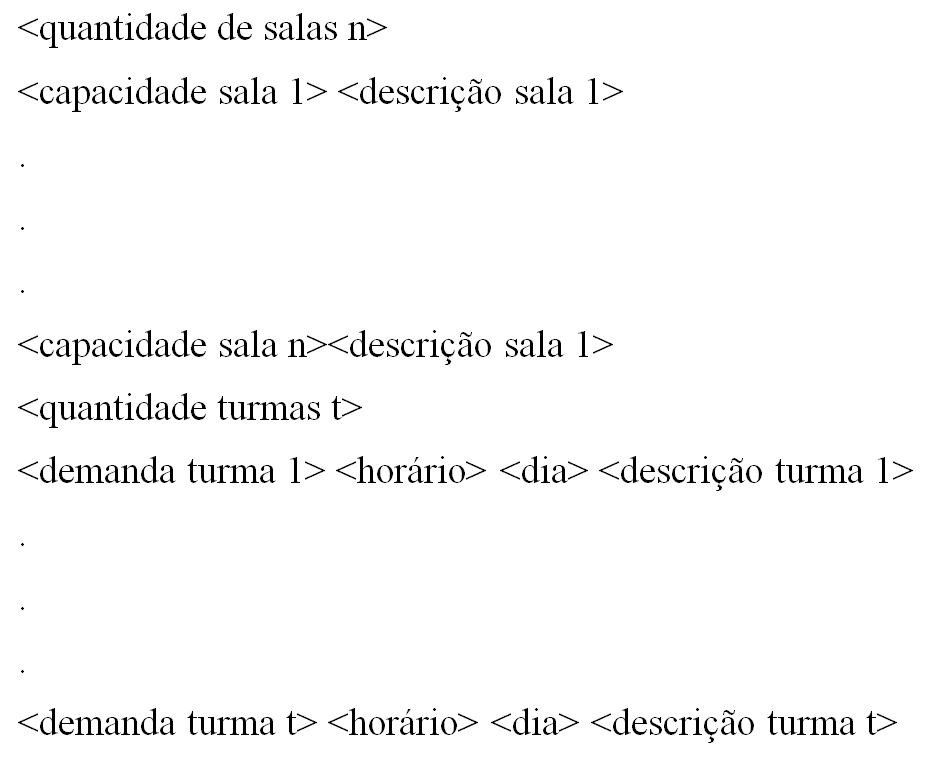 <quantidade de salas n>
<capacidade sala 1> <descrição sala 1>
.
.
.
<capacidade sala n><descrição sala 1>
<quantidade turmas t>
<demanda turma 1> <horário> <dia> <descrição turma 1>
.
.
.
<demanda turma t> <horário> <dia> <descrição turma t>